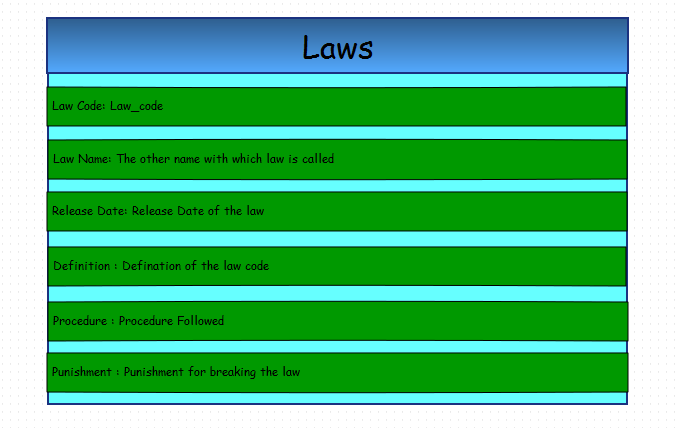 Laws
Law Code: Law_code
Law Name: The other name with which law is called
Release Date: Release Date of the law
Definition : Defination of the law code
Procedure : Procedure Followed
Punishment : Punishment for breaking the law